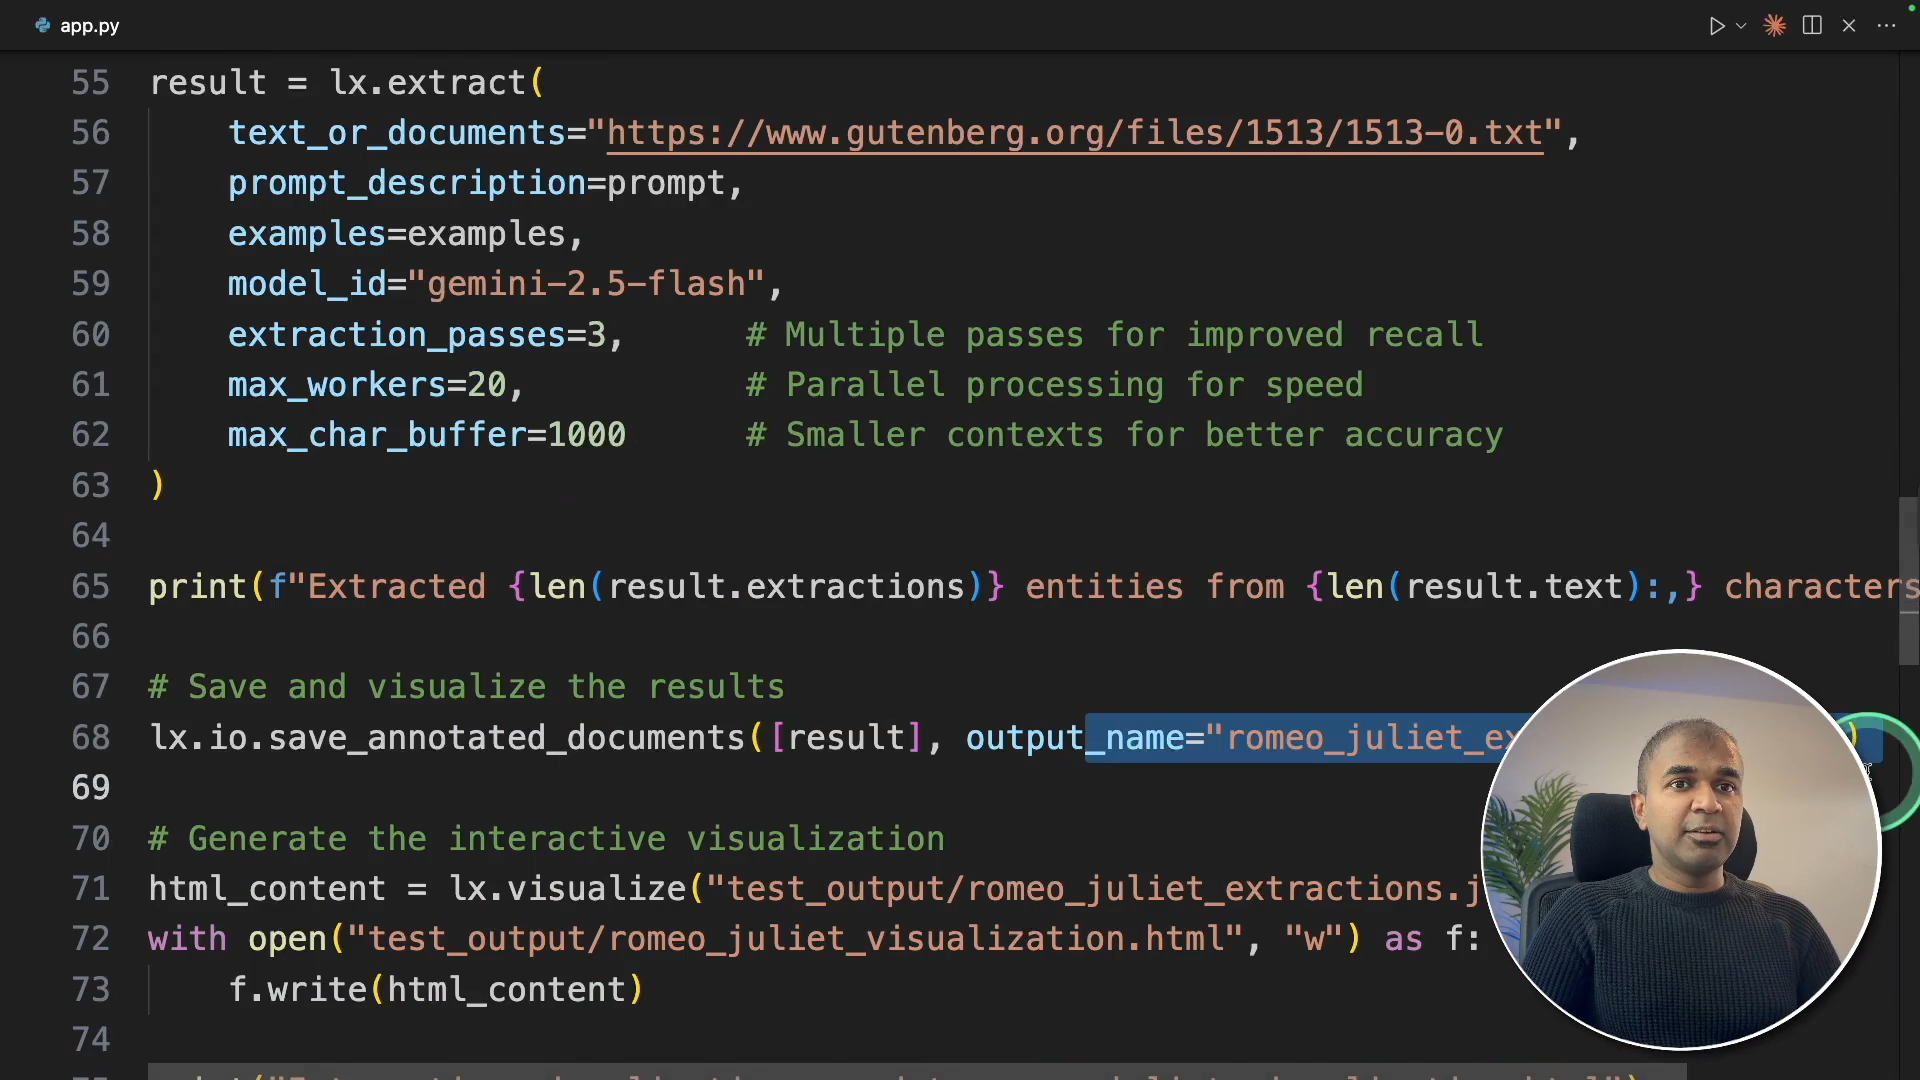 app.py
55 result = lx.extract(
56 text_or_documents="https://www.gutenberg.org/files/1513/1513-0.txt",
57 prompt_description=prompt,
58 examples=examples,
59 model_id="gemini-2.5-flash",
60 extraction_passes=3, # Multiple passes for improved recall
61 max_workers=20, # Parallel processing for speed
62 max_char_buffer=1000 # Smaller contexts for better accuracy
63 )
64
65 print(f"Extracted {len(result.extractions)} entities from {len(result.text):,} characters
66
67 # Save and visualize the results
68 lx.io.save_annotated_documents([result], output_name="romeo_juliet_ex )
69
70 # Generate the interactive visualization
71 html_content = lx.visualize("test_output/romeo_juliet_extractions.j
72 with open("test_output/romeo_juliet_visualization.html", "w") as f:
73 f.write(html_content)
74